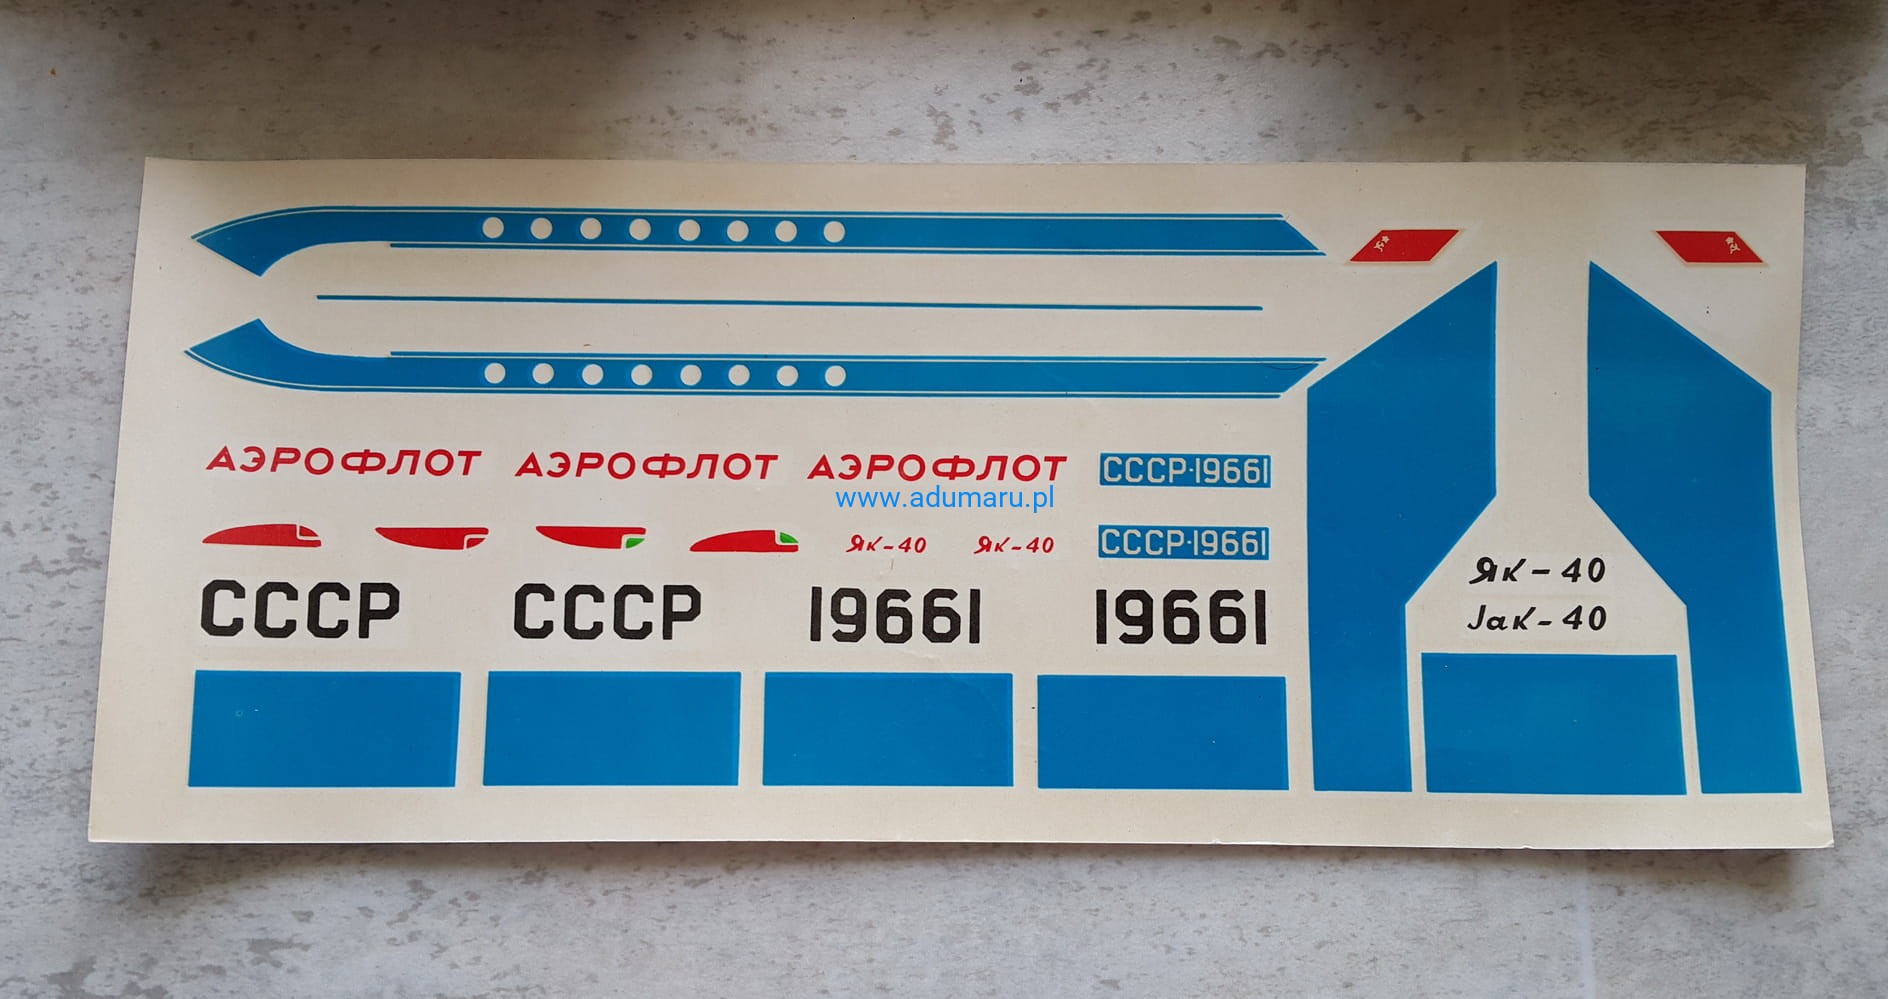 АЭРОФЛОТ АЭРОФЛОТ АЭРОФЛОТ СССР·19661
www.adumaru.pl
Як-40 Як-40 СССР·19661
СССР СССР 19661 19661
Як-40
Jak-40